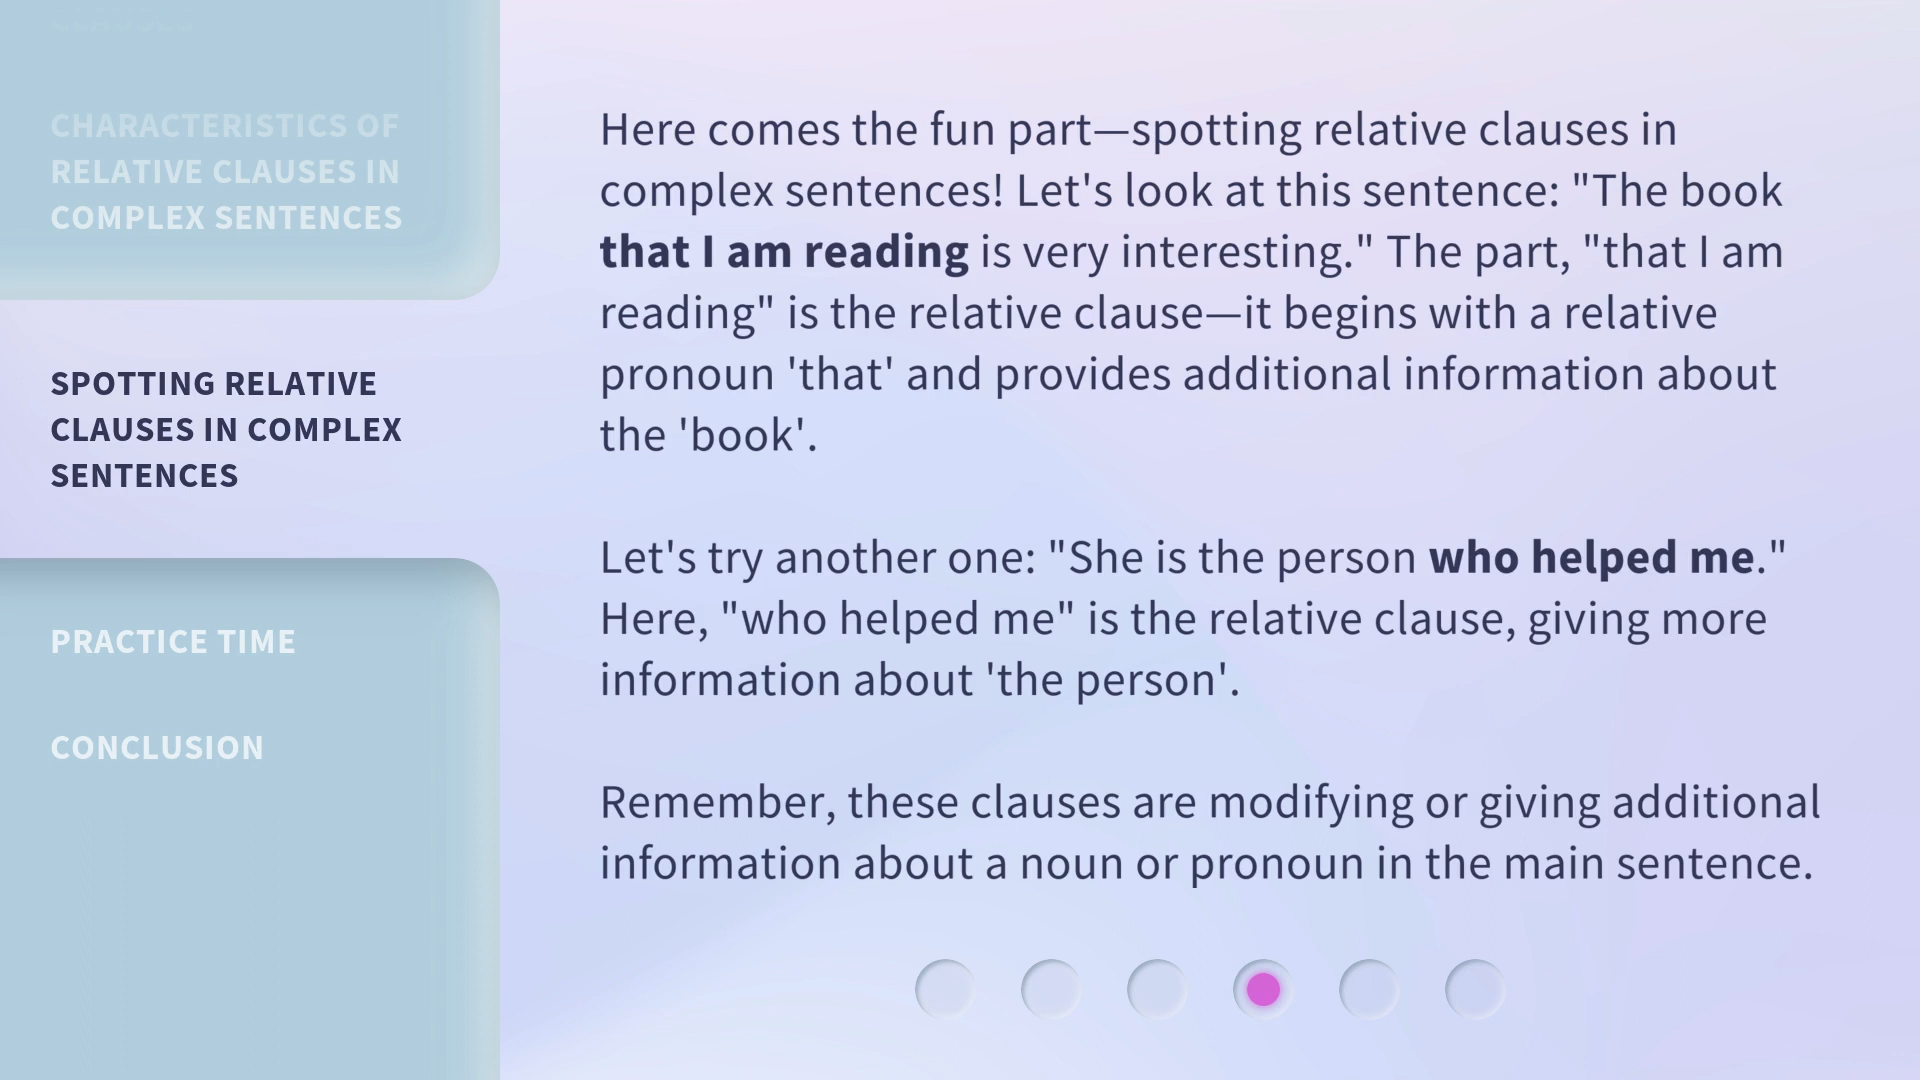 CHARACTERISTICS OF
RELATIVE CLAUSES IN
COMPLEX SENTENCES
SPOTTING RELATIVE
CLAUSES IN COMPLEX
SENTENCES
PRACTICE TIME
CONCLUSION
Here comes the fun part—spotting relative clauses in
complex sentences! Let's look at this sentence: "The book
that I am reading is very interesting." The part, "that I am
reading" is the relative clause—it begins with a relative
pronoun 'that' and provides additional information about
the 'book'.
Let's try another one: "She is the person who helped me."
Here, "who helped me" is the relative clause, giving more
information about 'the person'.
Remember, these clauses are modifying or giving additional
information about a noun or pronoun in the main sentence.